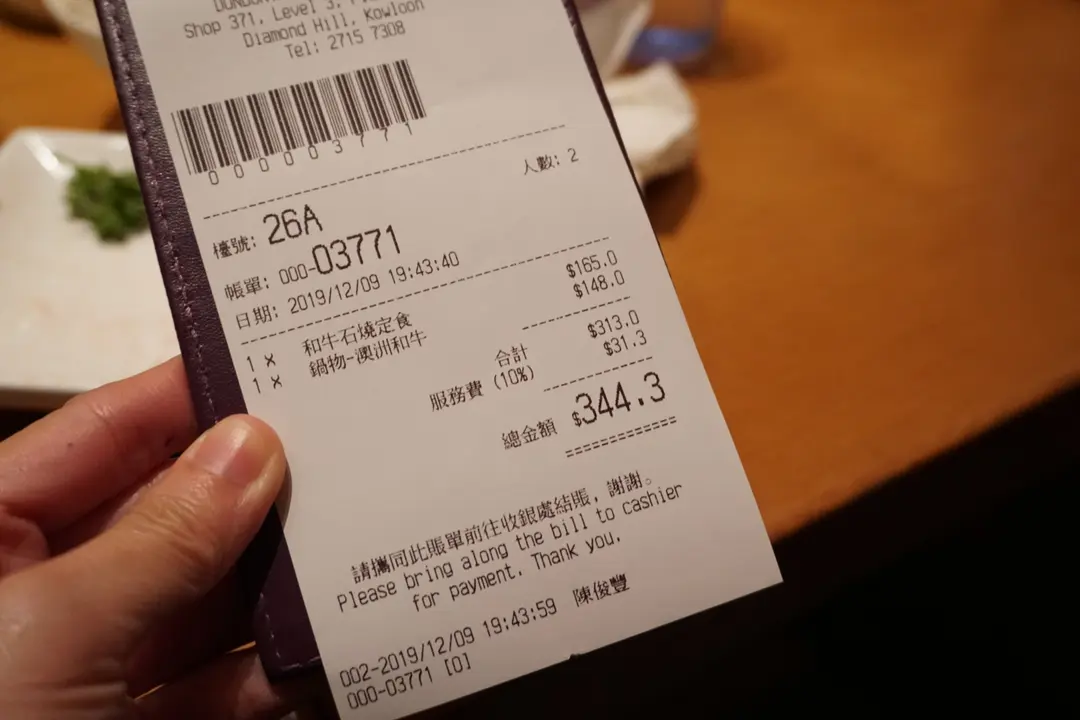 Shop 371, Level 3,
Diamond Hill, Kowloon
Tel: 2715 7308
000003771
人數: 2
檯號: 26A
帳單: 000-03771
日期: 2019/12/09 19:43:40
1 × 和牛石燒定食 $165.0
1 × 鍋物-澳洲和牛 $148.0
合計 $313.0
服務費 (10%) $31.3
總金額 $344.3
請攜同此賬單前往收銀處結賬, 謝謝。
Please bring along the bill to cashier
for payment. Thank you.
002-2019/12/09 19:43:59 陳俊豐
000-03771 [0]